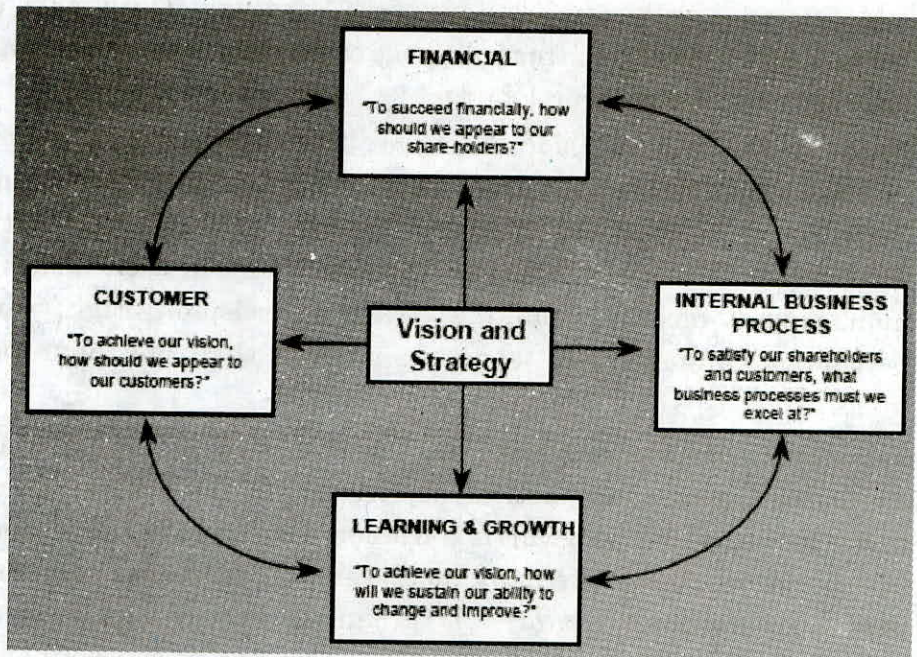 FINANCIAL
"To succeed financially, how
should we appear to our
share-holders?"
CUSTOMER
"To achieve our vision,
how should we appear to
our customers?"
Vision and
Strategy
INTERNAL BUSINESS
PROCESS
"To satisfy our shareholders
and customers, what
business processes must we
excel at?"
LEARNING & GROWTH
"To achieve our vision, how
will we sustain our ability to
change and improve?"